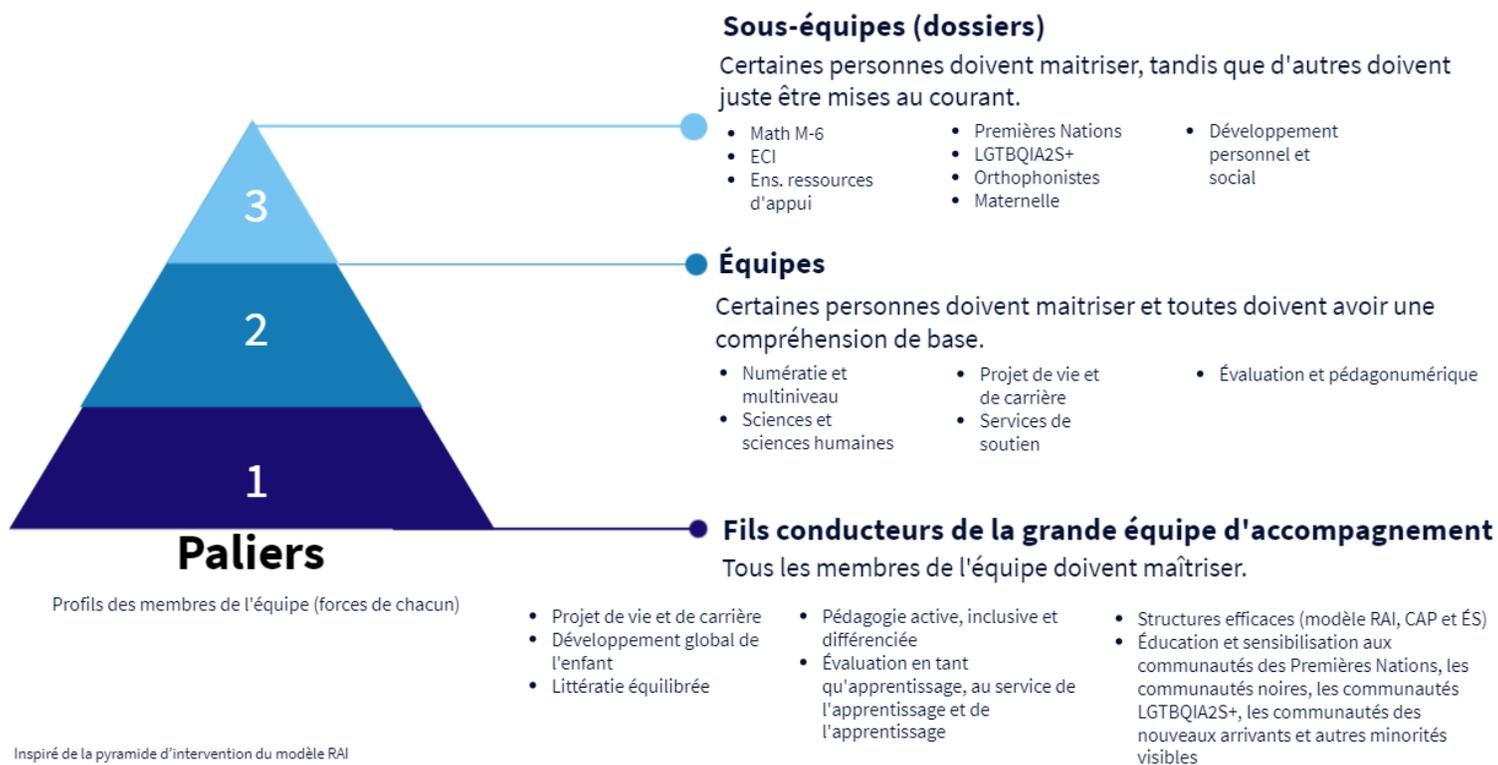 Sous-équipes (dossiers)
Certaines personnes doivent maitriser, tandis que d'autres doivent
juste être mises au courant.
• Math M-6
• ECI
• Ens. ressources
d'appui
• Premières Nations
• LGTBQIA2S+
• Orthophonistes
• Maternelle
• Développement
personnel et
social
3
Équipes
Certaines personnes doivent maitriser et toutes doivent avoir une
compréhension de base.
• Numératie et
multiniveau
• Sciences et
sciences humaines
• Projet de vie et
de carrière
• Services de
soutien
• Évaluation et pédagonumérique
2
1
Fils conducteurs de la grande équipe d'accompagnement
Tous les membres de l'équipe doivent maîtriser.
• Projet de vie et de carrière
• Développement global de
l'enfant
• Littératie équilibrée
• Pédagogie active, inclusive et
différenciée
• Évaluation en tant
qu'apprentissage, au service de
l'apprentissage et de
l'apprentissage
• Structures efficaces (modèle RAI, CAP et ÉS)
• Éducation et sensibilisation aux
communautés des Premières Nations, les
communautés noires, les communautés
LGTBQIA2S+, les communautés des
nouveaux arrivants et autres minorités
visibles
Paliers
Profils des membres de l'équipe (forces de chacun)
Inspiré de la pyramide d'intervention du modèle RAI